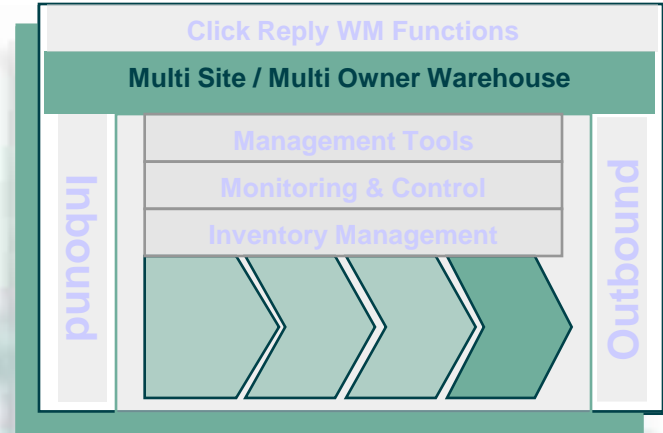 Click Reply WM Functions
Multi Site / Multi Owner Warehouse
Management Tools
Monitoring & Control
Inventory Management
Inbound
Outbound